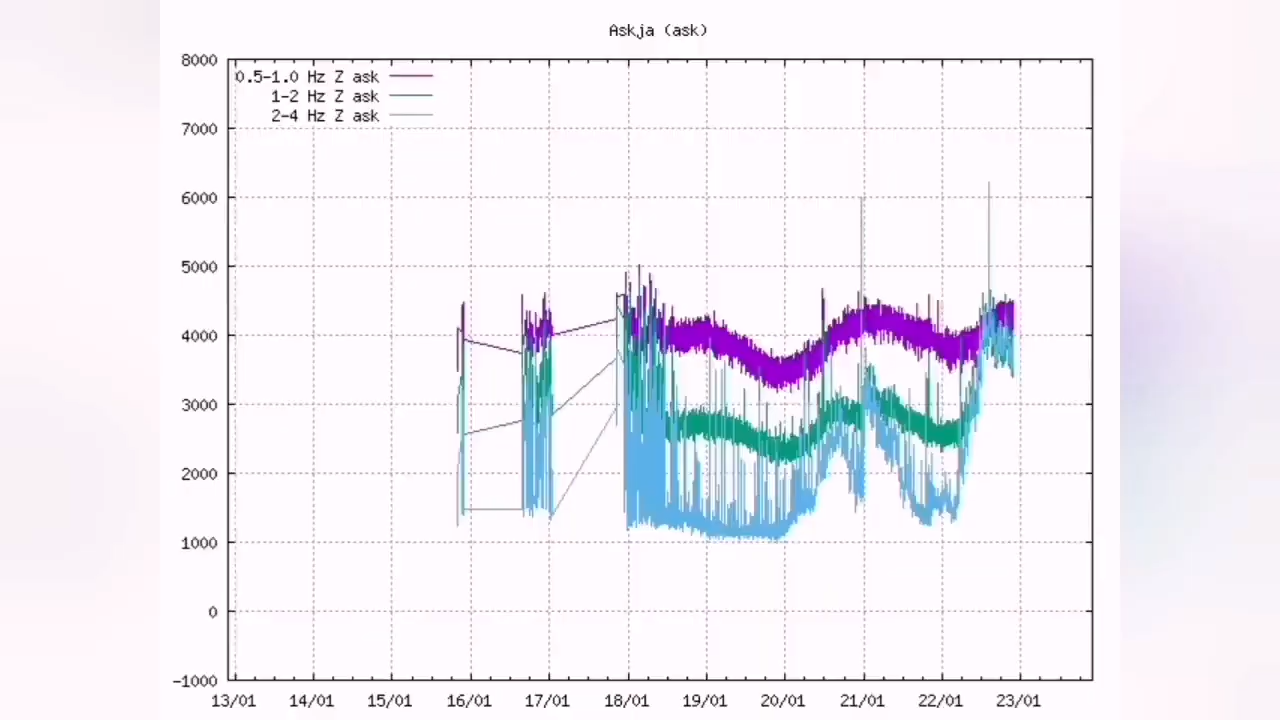 Askja (ask)
8000
0.5-1.0 Hz Z ask
1-2 Hz Z ask
2-4 Hz Z ask
7000
6000
5000
4000
3000
2000
1000
0
-1000
13/01 14/01 15/01 16/01 17/01 18/01 19/01 20/01 21/01 22/01 23/01